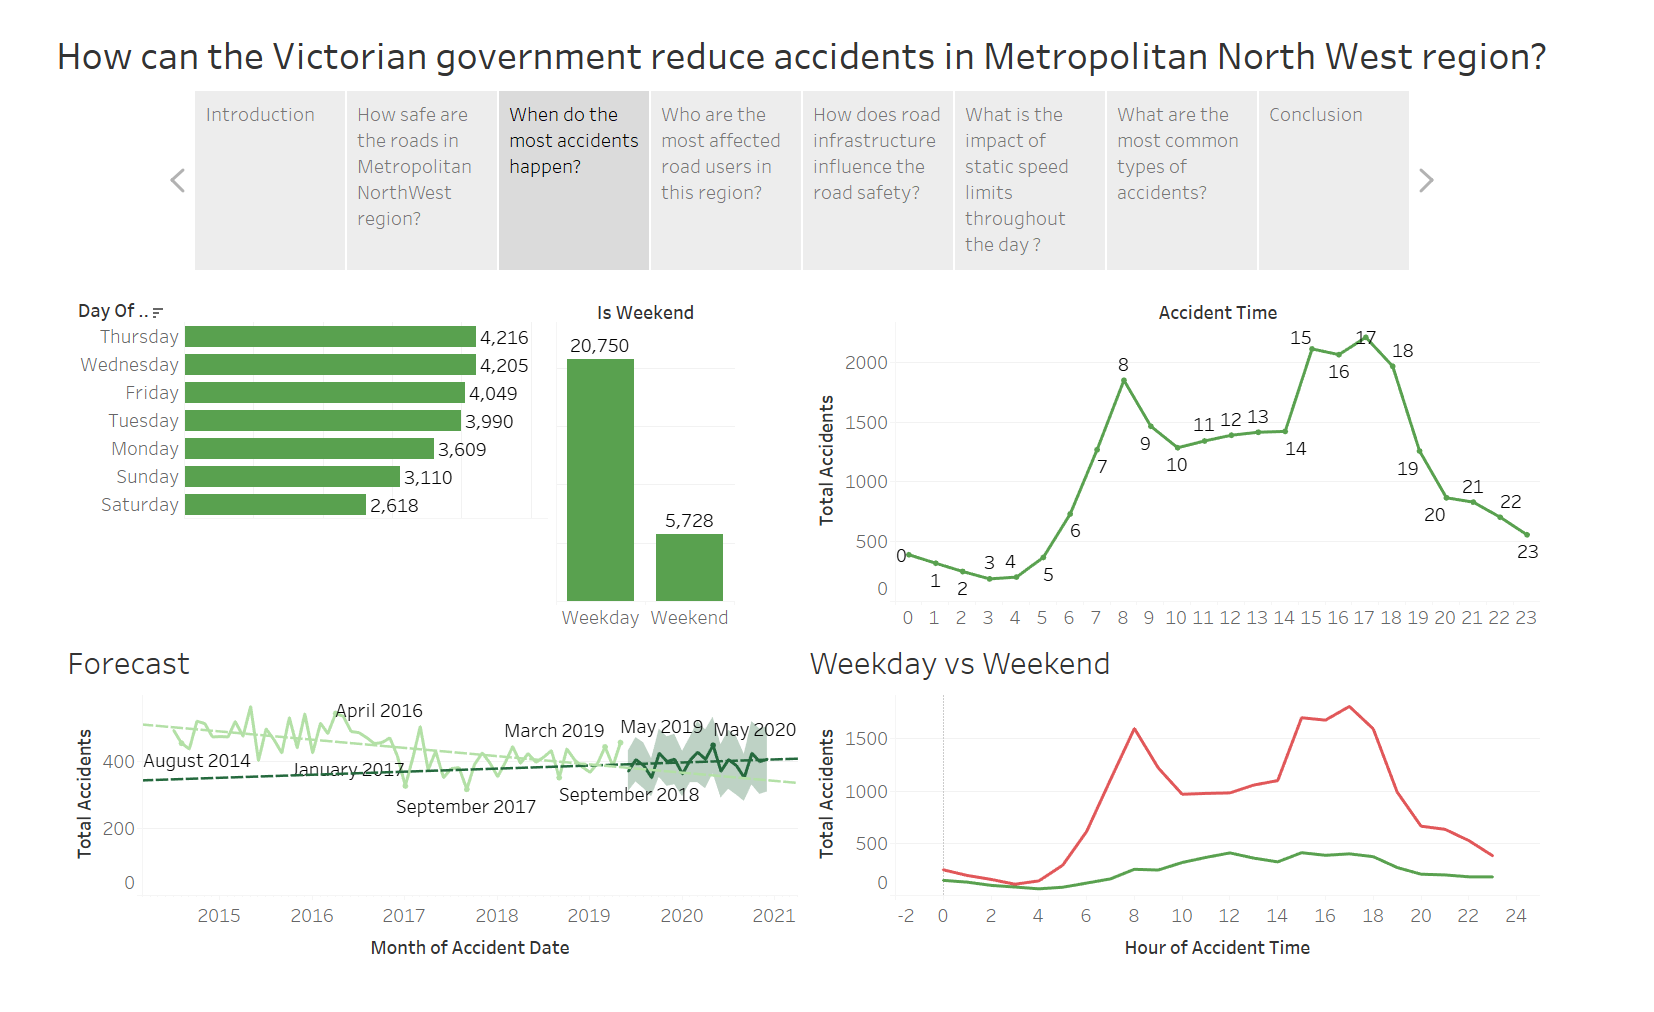 How can the Victorian government reduce accidents in Metropolitan North West region?
Introduction
How safe are
the roads in
Metropolitan
NorthWest
region?
When do the
most accidents
happen?
Who are the
most affected
road users in
this region?
How does road
infrastructure
influence the
road safety?
What is the
impact of
static speed
limits
throughout
the day ?
What are the
most common
types of
accidents?
Conclusion
Day Of ..
Thursday 4,216
Wednesday 4,205
Friday 4,049
Tuesday 3,990
Monday 3,609
Sunday 3,110
Saturday 2,618
Is Weekend
20,750
5,728
Weekday Weekend
Accident Time
Total Accidents
2000
1500
1000
500
0
0 1 2 3 4 5 6 7 8 9 10 11 12 13 14 15 16 17 18 19 20 21 22 23
0 1 2 3 4 5 6 7 8 9 10 11 12 13 14 15 16 17 18 19 20 21 22 23
Forecast
Total Accidents
400
200
0
August 2014
April 2016
January 2017
September 2017
March 2019
September 2018
May 2019
May 2020
2015 2016 2017 2018 2019 2020 2021
Month of Accident Date
Weekday vs Weekend
Total Accidents
1500
1000
500
0
-2 0 2 4 6 8 10 12 14 16 18 20 22 24
Hour of Accident Time